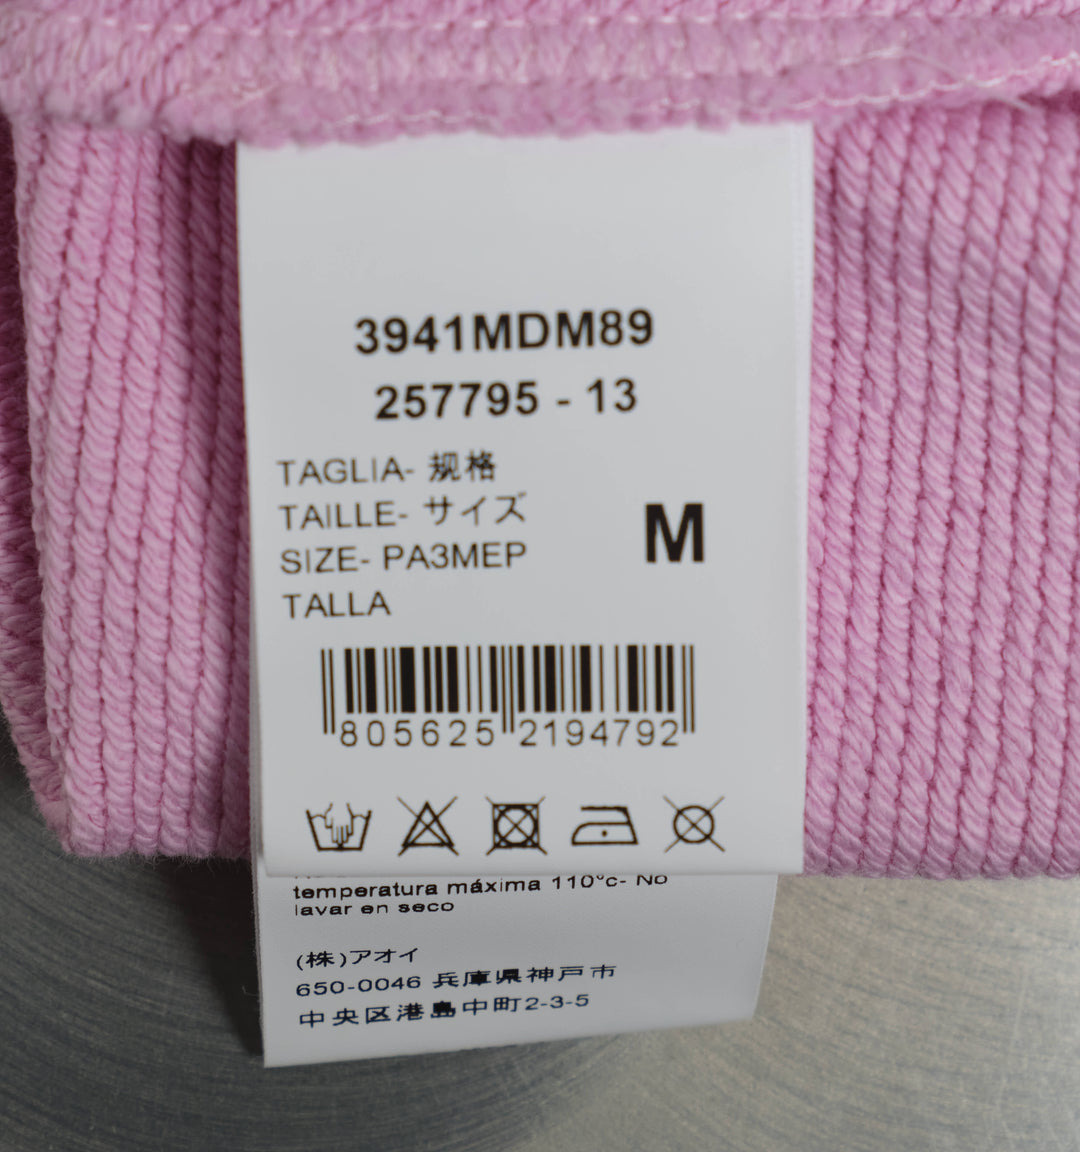 3941MDM89
257795 - 13
TAGLIA- 规格
TAILLE- サイズ
SIZE- PA3MEP
TALLA
M
805625 2194792
temperatura máxima 110°c- No
lavar en seco
(株)アオイ
650-0046 兵庫県神戸市
中央区港島中町2-3-5